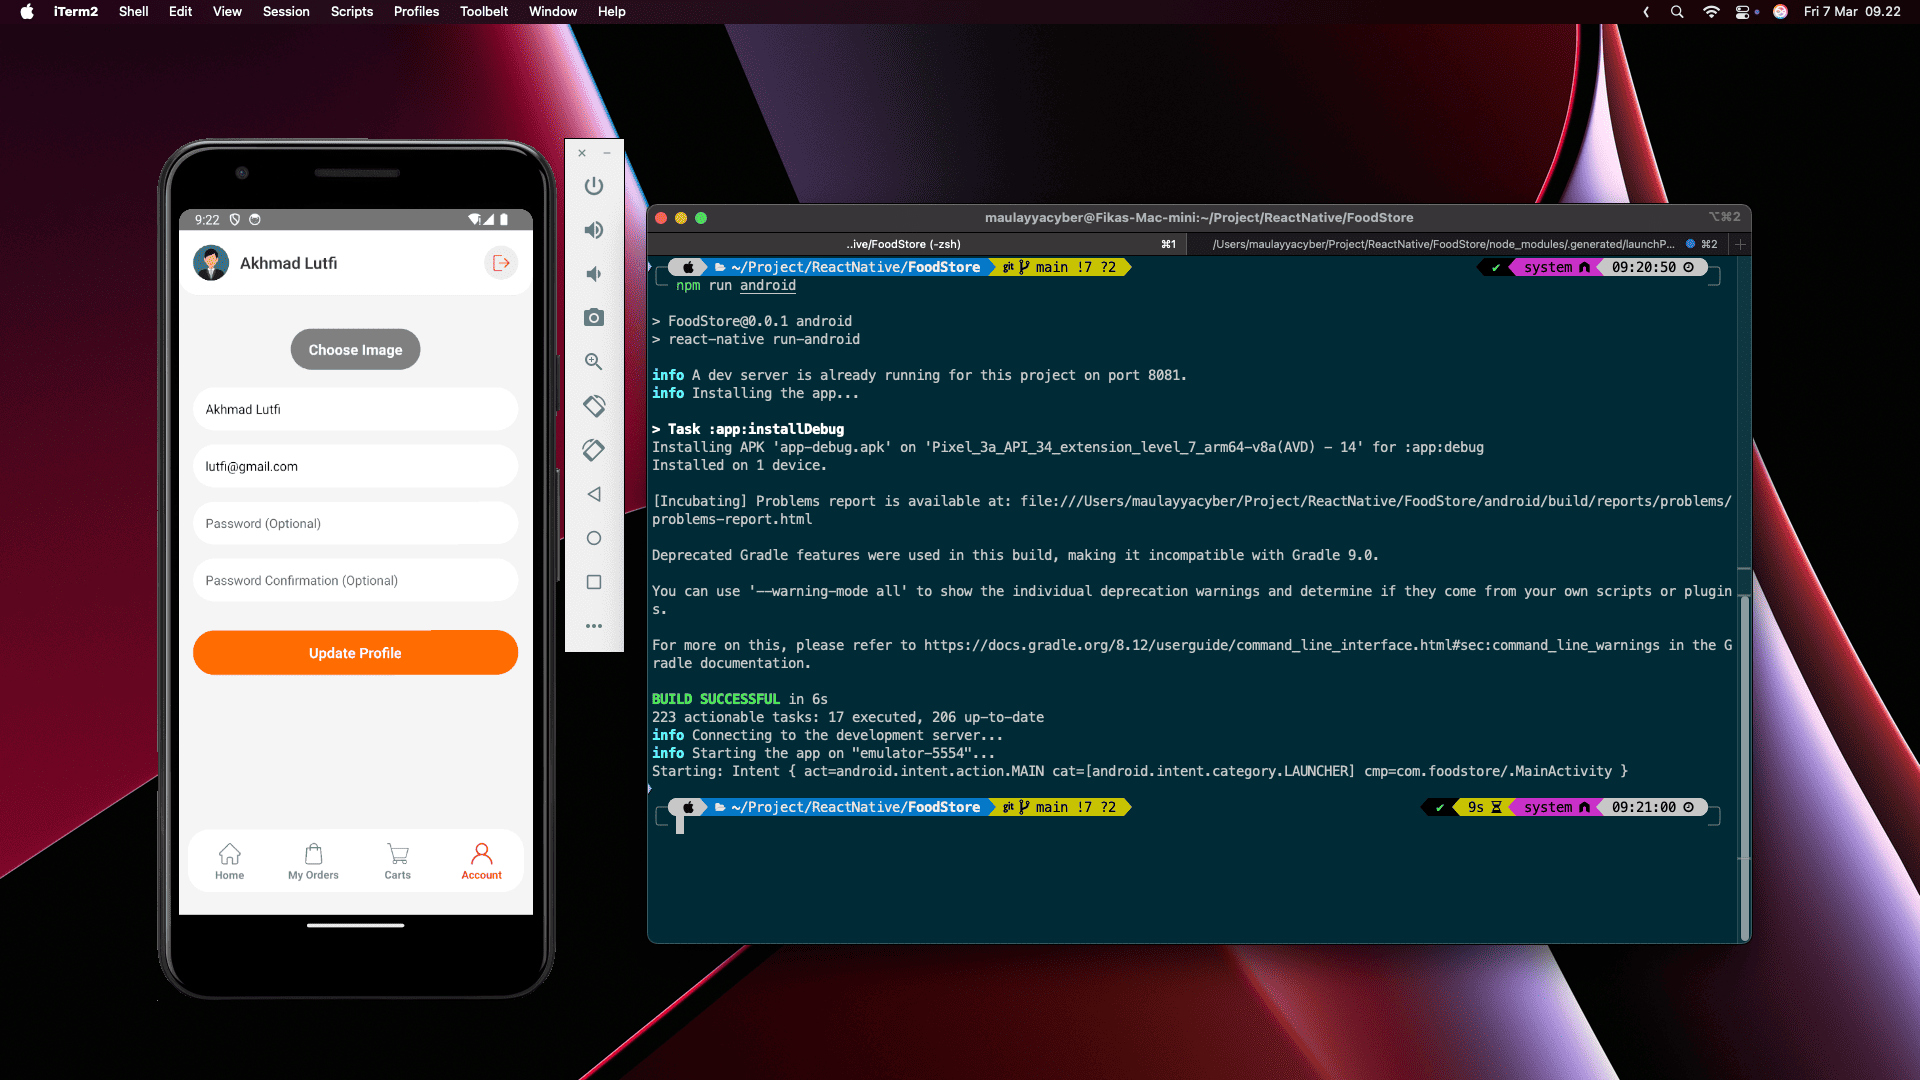 iTerm2 Shell Edit View Session Scripts Profiles Toolbelt Window Help
Fri 7 Mar 09.22
9:22
Akhmad Lutfi
Choose Image
Akhmad Lutfi
lutfi@gmail.com
Password (Optional)
Password Confirmation (Optional)
Update Profile
Home My Orders Carts Account
maulayyacyber@Fikas-Mac-mini:~/Project/ReactNative/FoodStore
⌥⌘2
..ive/FoodStore (-zsh) ⌘1
/Users/maulayyacyber/Project/ReactNative/FoodStore/node_modules/.generated/launchP... ⌘2
~/Project/ReactNative/FoodStore git main !7 ?2 ✔ system 09:20:50
npm run android
> FoodStore@0.0.1 android
> react-native run-android
info A dev server is already running for this project on port 8081.
info Installing the app...
> Task :app:installDebug
Installing APK 'app-debug.apk' on 'Pixel_3a_API_34_extension_level_7_arm64-v8a(AVD) - 14' for :app:debug
Installed on 1 device.
[Incubating] Problems report is available at: file:///Users/maulayyacyber/Project/ReactNative/FoodStore/android/build/reports/problems/
problems-report.html
Deprecated Gradle features were used in this build, making it incompatible with Gradle 9.0.
You can use '--warning-mode all' to show the individual deprecation warnings and determine if they come from your own scripts or plugin
s.
For more on this, please refer to https://docs.gradle.org/8.12/userguide/command_line_interface.html#sec:command_line_warnings in the G
radle documentation.
BUILD SUCCESSFUL in 6s
223 actionable tasks: 17 executed, 206 up-to-date
info Connecting to the development server...
info Starting the app on "emulator-5554"...
Starting: Intent { act=android.intent.action.MAIN cat=[android.intent.category.LAUNCHER] cmp=com.foodstore/.MainActivity }
~/Project/ReactNative/FoodStore git main !7 ?2 ✔ 9s system 09:21:00